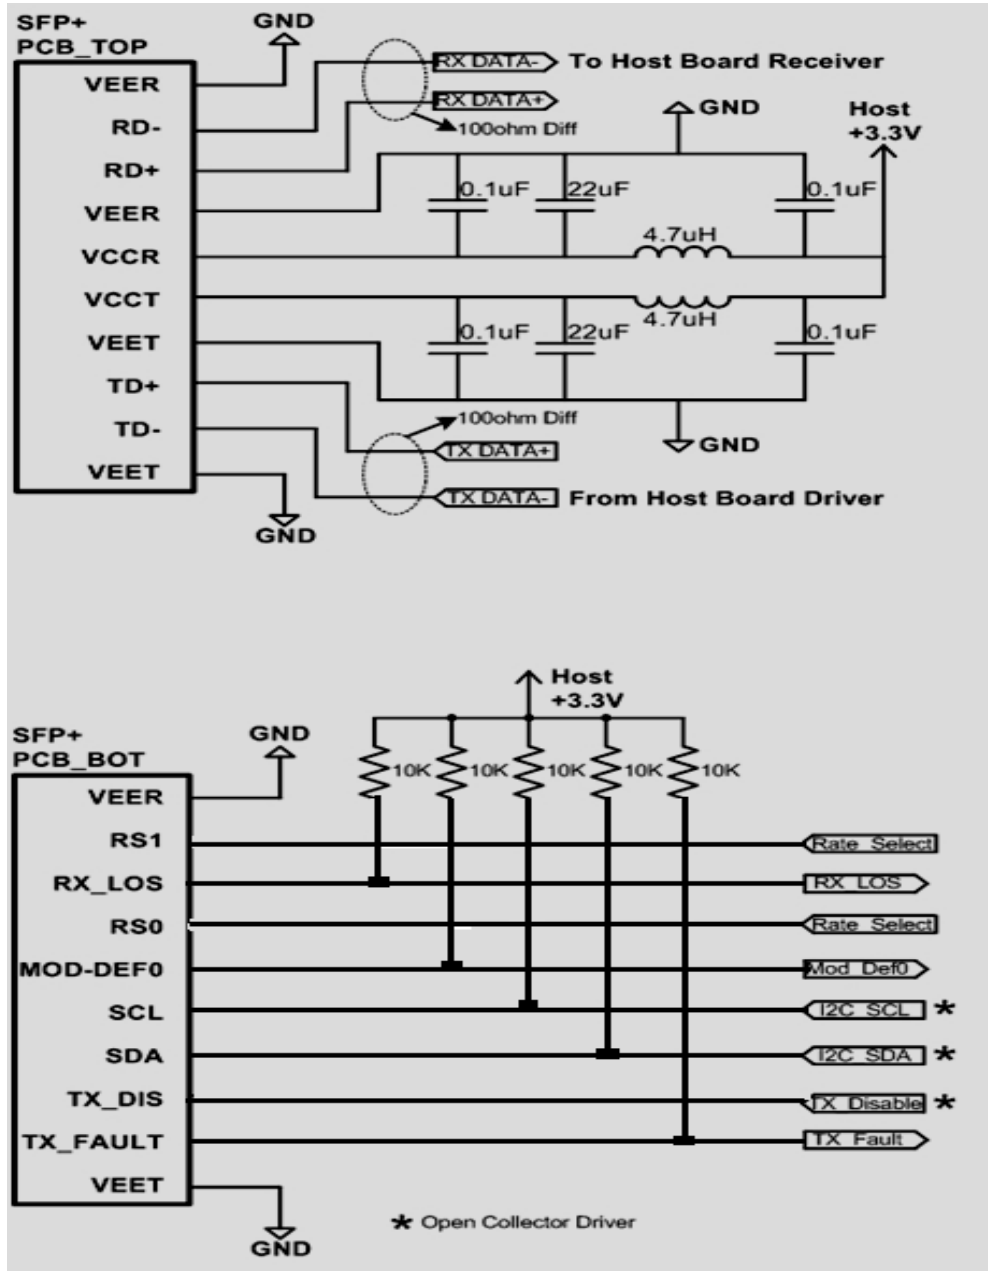 SFP+
PCB_TOP
GND
VEER
RD-
RD+
VEER
VCCR
VCCT
VEET
TD+
TD-
VEET
GND
RX DATA-
To Host Board Receiver
RX DATA+
100ohm Diff
GND
Host
+3.3V
0.1uF
22uF
0.1uF
4.7uH
4.7uH
0.1uF
22uF
0.1uF
100ohm Diff
TX DATA+
GND
TX DATA-
From Host Board Driver
Host
+3.3V
SFP+
PCB_BOT
GND
10K
10K
10K
10K
10K
VEER
RS1
Rate Select
RX_LOS
RX LOS
RS0
Rate Select
MOD-DEF0
Mod Def0
SCL
I2C SCL *
SDA
I2C SDA *
TX_DIS
TX Disable *
TX_FAULT
TX Fault
VEET
GND
* Open Collector Driver